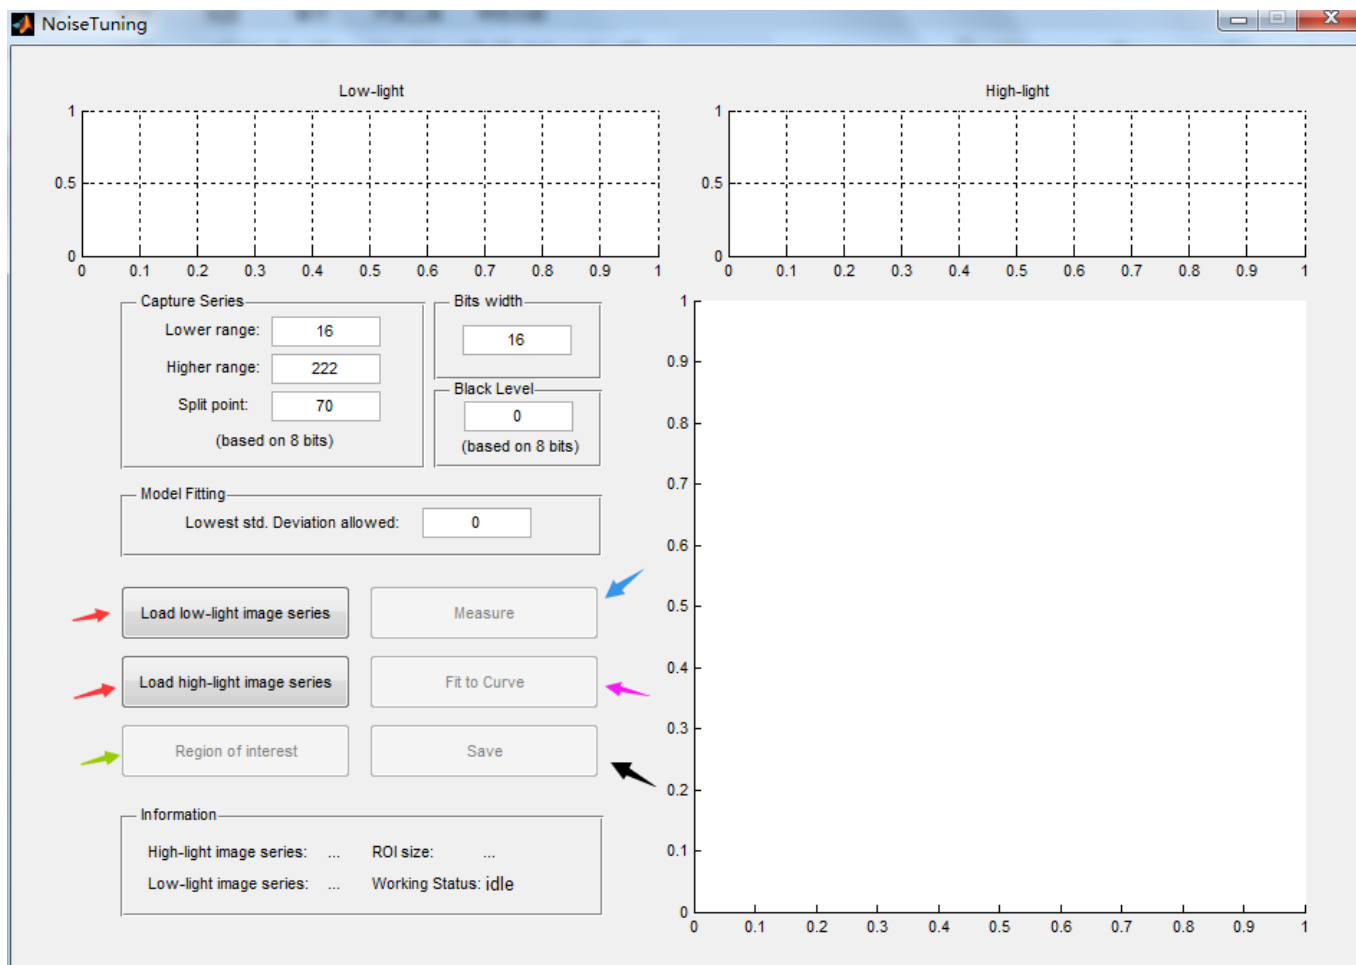 NoiseTuning
Low-light
1
0.5
0
0 0.1 0.2 0.3 0.4 0.5 0.6 0.7 0.8 0.9 1
High-light
1
0.5
0
0 0.1 0.2 0.3 0.4 0.5 0.6 0.7 0.8 0.9 1
Capture Series
Lower range: 16
Higher range: 222
Split point: 70
(based on 8 bits)
Bits width
16
Black Level
0
(based on 8 bits)
Model Fitting
Lowest std. Deviation allowed: 0
Load low-light image series
Measure
Load high-light image series
Fit to Curve
Region of interest
Save
Information
High-light image series: ... ROI size: ...
Low-light image series: ... Working Status: idle
1
0.9
0.8
0.7
0.6
0.5
0.4
0.3
0.2
0.1
0
0 0.1 0.2 0.3 0.4 0.5 0.6 0.7 0.8 0.9 1